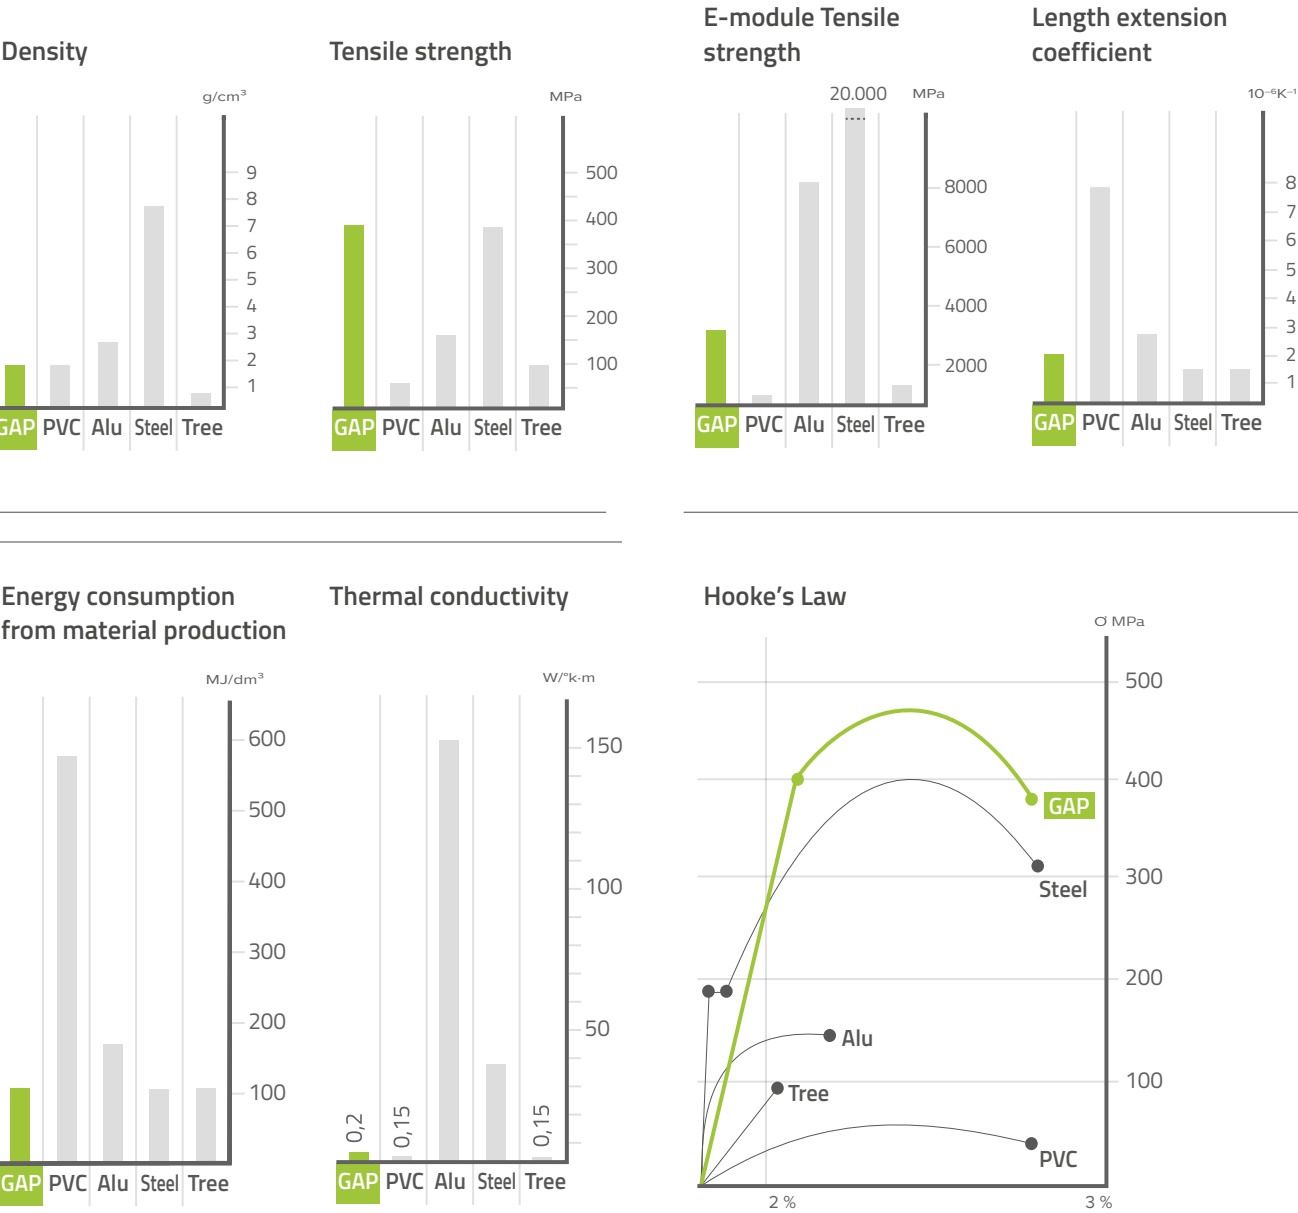 Density
g/cm³
9
8
7
6
5
4
3
2
1
GAP PVC Alu Steel Tree
Tensile strength
MPa
500
400
300
200
100
GAP PVC Alu Steel Tree
E-module Tensile
strength
20.000 MPa
8000
6000
4000
2000
GAP PVC Alu Steel Tree
Length extension
coefficient
10⁻⁶K⁻¹
8
7
6
5
4
3
2
1
GAP PVC Alu Steel Tree
Energy consumption
from material production
MJ/dm³
600
500
400
300
200
100
GAP PVC Alu Steel Tree
Thermal conductivity
W/°k·m
150
100
50
0,2
0,15
0,15
GAP PVC Alu Steel Tree
Hooke’s Law
σ MPa
500
400
GAP
300
Steel
200
Alu
100
Tree
PVC
2 % 3 %